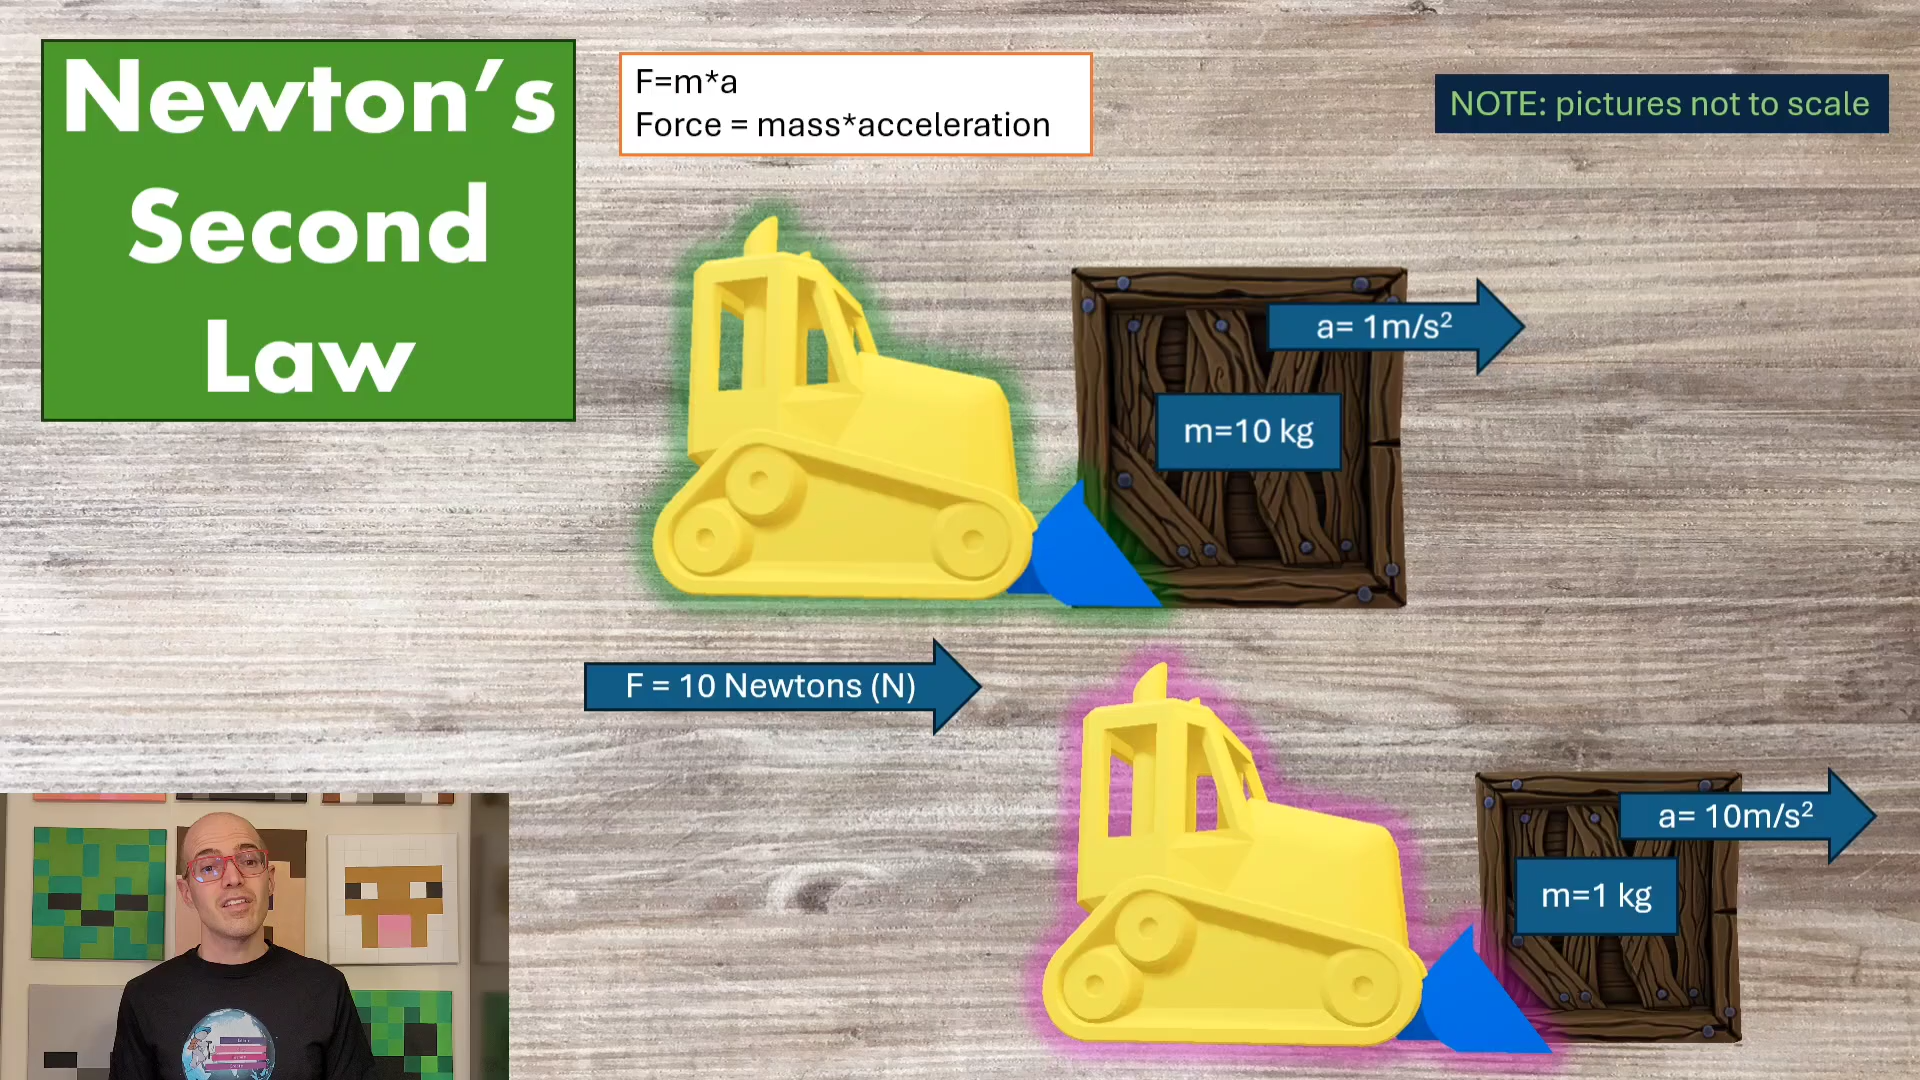 Newton's
Second
Law
F=m*a
Force = mass*acceleration
NOTE: pictures not to scale
a= 1m/s²
m=10 kg
F = 10 Newtons (N)
a= 10m/s²
m=1 kg